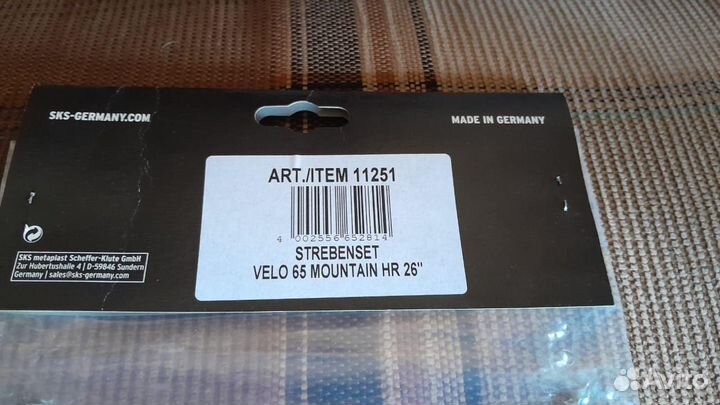 SKS-GERMANY.COM
MADE IN GERMANY
ART./ITEM 11251
4 002556 652814
STREBENSET
VELO 65 MOUNTAIN HR 26"
SKS metaplast Scheffer-Klute GmbH
Zur Hubertushalle 4 | D-59846 Sundern
Germany | sales@sks-germany.com
Avito